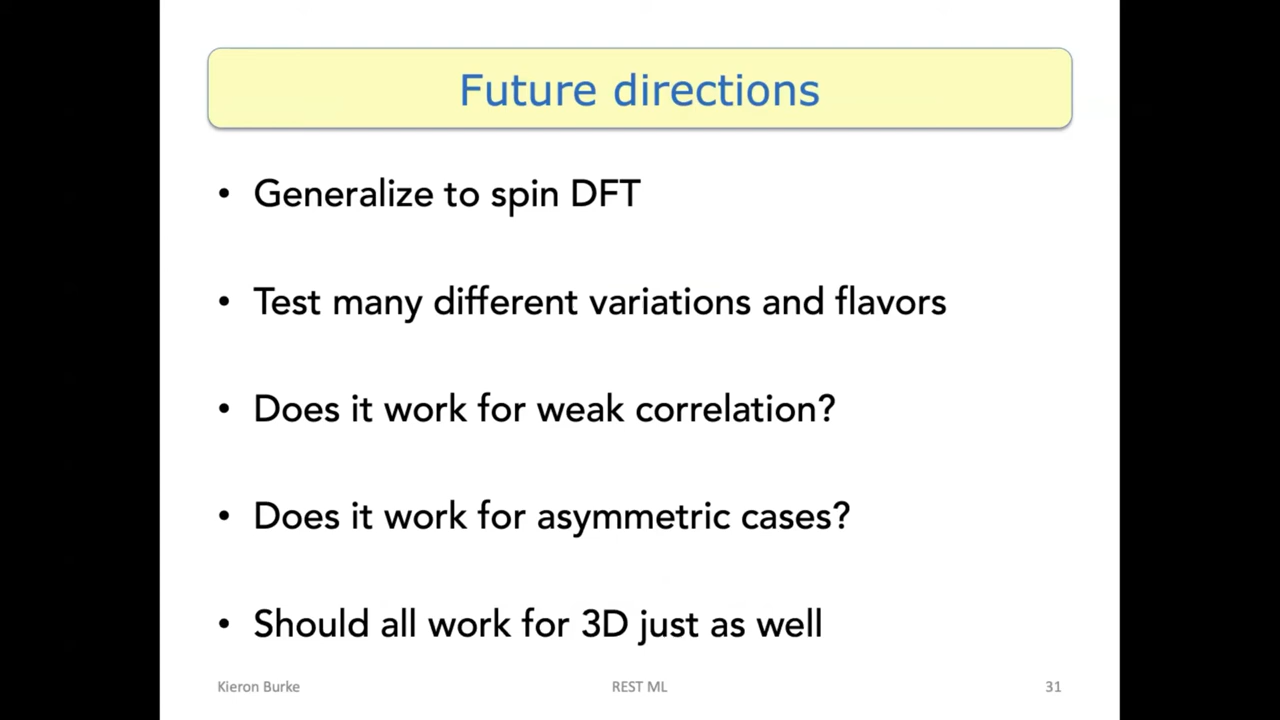 Future directions
• Generalize to spin DFT
• Test many different variations and flavors
• Does it work for weak correlation?
• Does it work for asymmetric cases?
• Should all work for 3D just as well
Kieron Burke REST ML 31